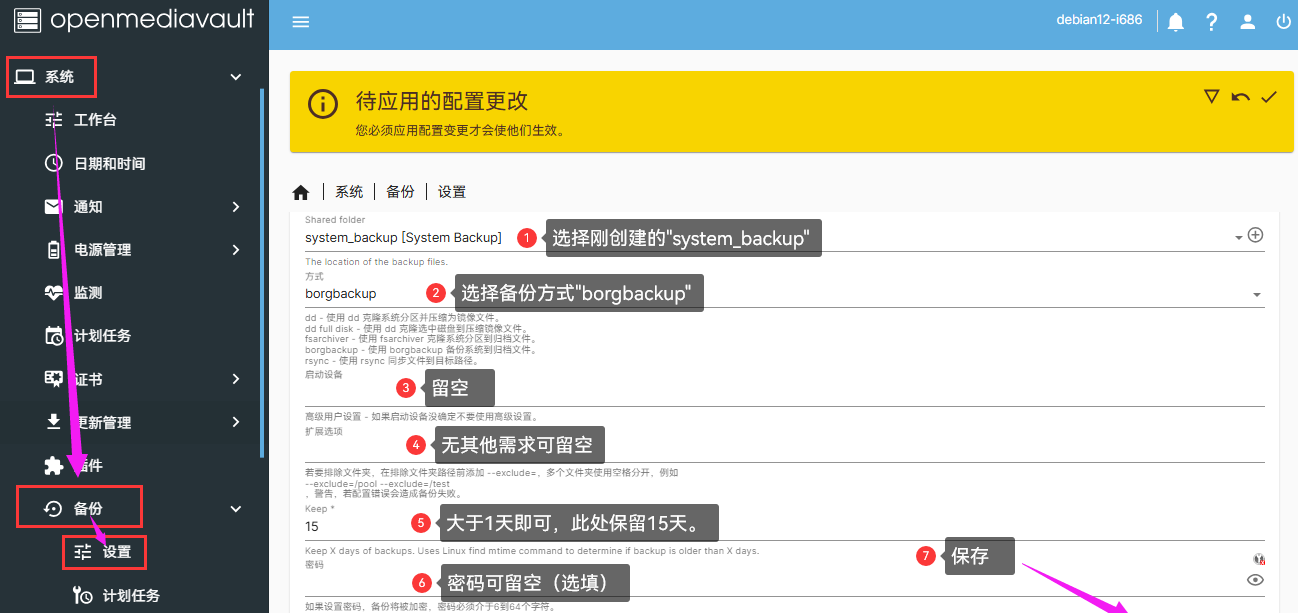 openmediavault
debian12-i686
系统
工作台
日期和时间
通知
电源管理
监测
计划任务
证书
更新管理
插件
备份
设置
计划任务
待应用的配置更改
您必须应用配置变更才会使他们生效。
系统 | 备份 | 设置
Shared folder
system_backup [System Backup]
1 选择刚创建的"system_backup"
The location of the backup files.
方式
borgbackup
2 选择备份方式"borgbackup"
dd - 使用 dd 克隆系统分区并压缩为镜像文件。
dd full disk - 使用 dd 克隆选中磁盘到压缩镜像文件。
fsarchiver - 使用 fsarchiver 克隆系统分区到归档文件。
borgbackup - 使用 borgbackup 备份系统到归档文件。
rsync - 使用 rsync 同步文件到目标路径。
启动设备
3 留空
高级用户设置 - 如果启动设备没确定不要使用高级设置。
扩展选项
4 无其他需求可留空
若要排除文件夹，在排除文件夹路径前添加 --exclude=，多个文件夹使用空格分开，例如
--exclude=/pool --exclude=/test
，警告，若配置错误会造成备份失败。
Keep *
15
5 大于1天即可，此处保留15天。
Keep X days of backups. Uses Linux find mtime command to determine if backup is older than X days.
密码
6 密码可留空（选填）
7 保存
如果设置密码，备份将被加密，密码必须介于6到64个字符。